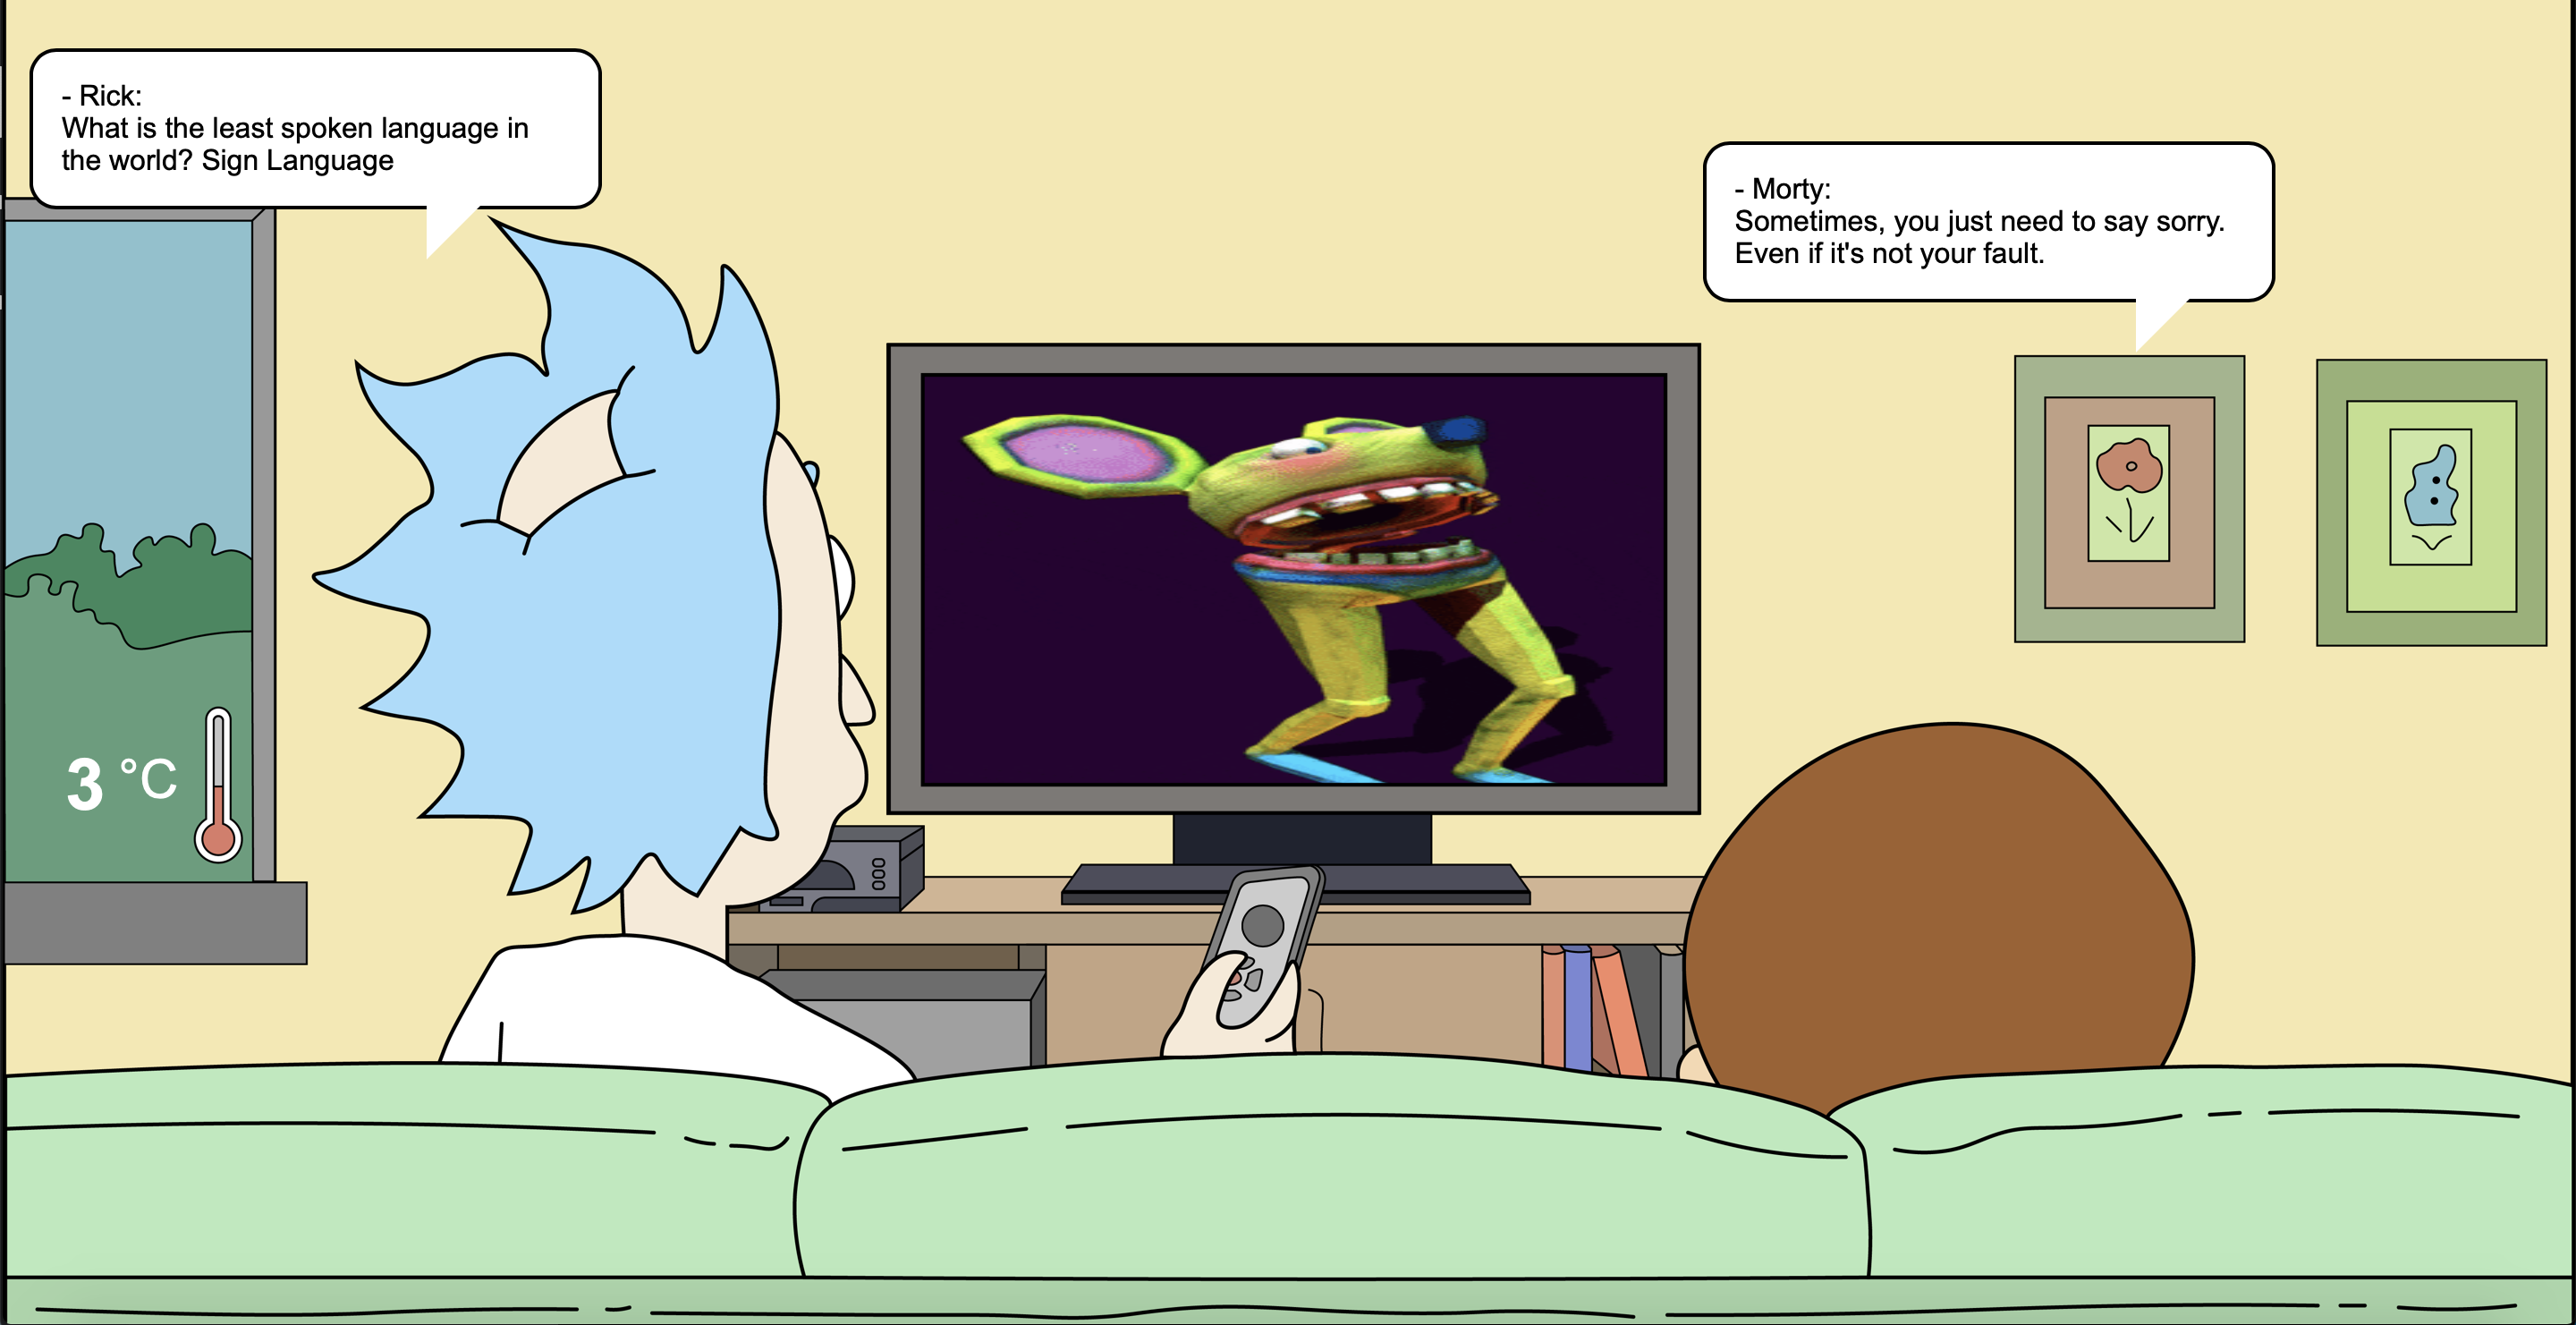 - Rick:
What is the least spoken language in
the world? Sign Language
- Morty:
Sometimes, you just need to say sorry.
Even if it's not your fault.
3 °C